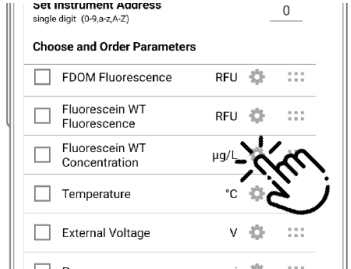 Set Instrument Address
single digit (0-9,a-z,A-Z) 0
Choose and Order Parameters
FDOM Fluorescence RFU
Fluorescein WT
Fluorescence RFU
Fluorescein WT
Concentration µg/L
Temperature °C
External Voltage V